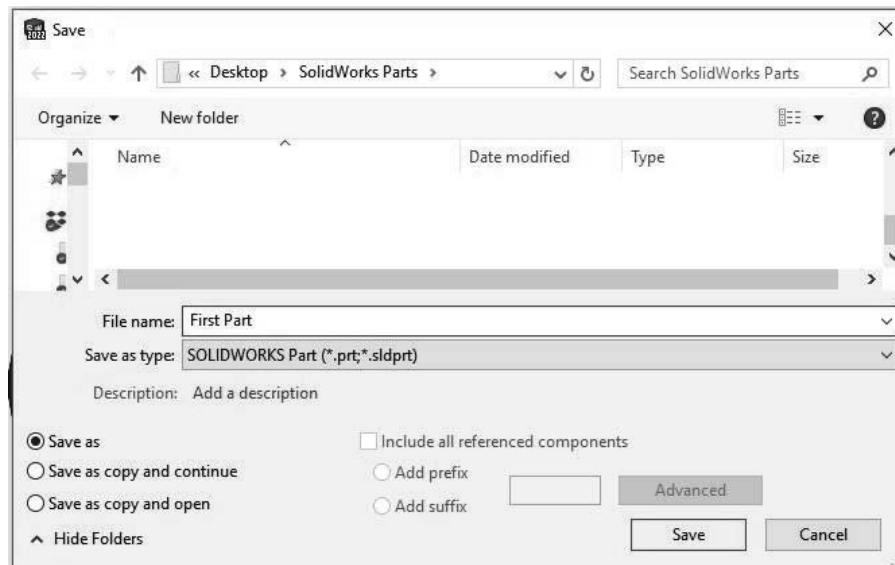 Save
« Desktop › SolidWorks Parts ›
Search SolidWorks Parts
Organize
New folder
Name
Date modified
Type
Size
File name: First Part
Save as type: SOLIDWORKS Part (*.prt;*.sldprt)
Description: Add a description
Save as
Include all referenced components
Save as copy and continue
Add prefix
Save as copy and open
Add suffix
Advanced
Hide Folders
Save
Cancel